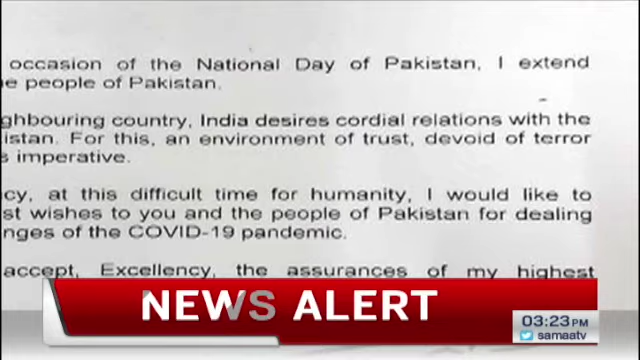 occasion of the National Day of Pakistan, I extend
e people of Pakistan.
ghbouring country, India desires cordial relations with the
istan. For this, an environment of trust, devoid of terror
s imperative.
cy, at this difficult time for humanity, I would like to
st wishes to you and the people of Pakistan for dealing
nges of the COVID-19 pandemic.
accept, Excellency, the assurances of my highest
NEWS ALERT
03:23 PM
samaatv